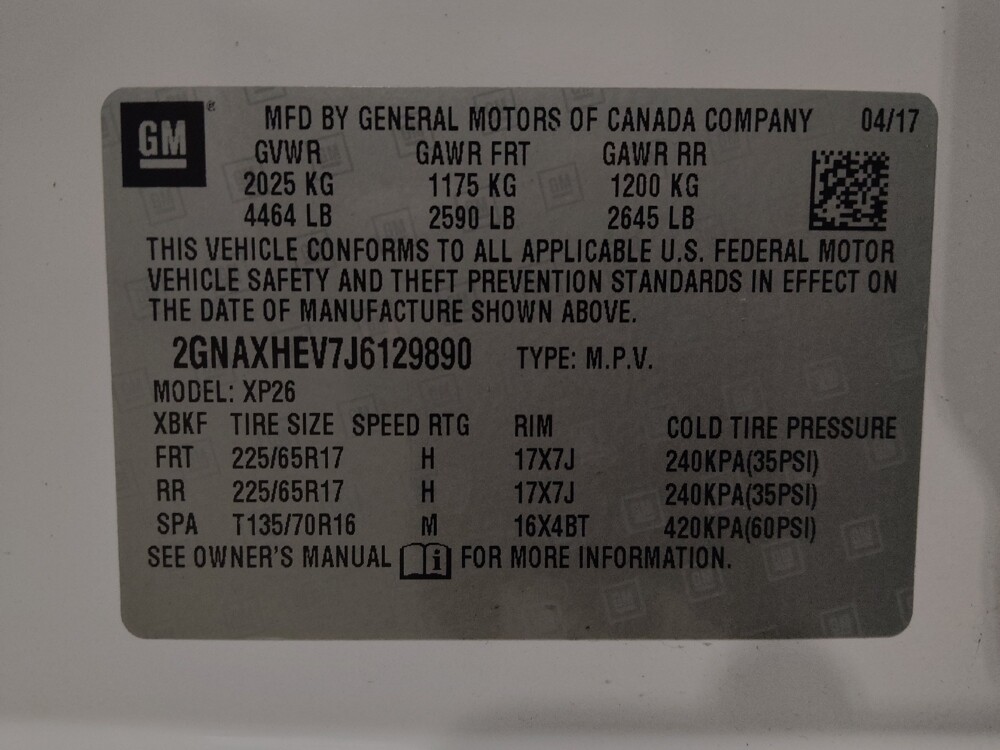 GM®
MFD BY GENERAL MOTORS OF CANADA COMPANY 04/17
GVWR GAWR FRT GAWR RR
2025 KG 1175 KG 1200 KG
4464 LB 2590 LB 2645 LB
THIS VEHICLE CONFORMS TO ALL APPLICABLE U.S. FEDERAL MOTOR
VEHICLE SAFETY AND THEFT PREVENTION STANDARDS IN EFFECT ON
THE DATE OF MANUFACTURE SHOWN ABOVE.
2GNAXHEV7J6129890 TYPE: M.P.V.
MODEL: XP26
XBKF TIRE SIZE SPEED RTG RIM COLD TIRE PRESSURE
FRT 225/65R17 H 17X7J 240KPA(35PSI)
RR 225/65R17 H 17X7J 240KPA(35PSI)
SPA T135/70R16 M 16X4BT 420KPA(60PSI)
SEE OWNER'S MANUAL i FOR MORE INFORMATION.